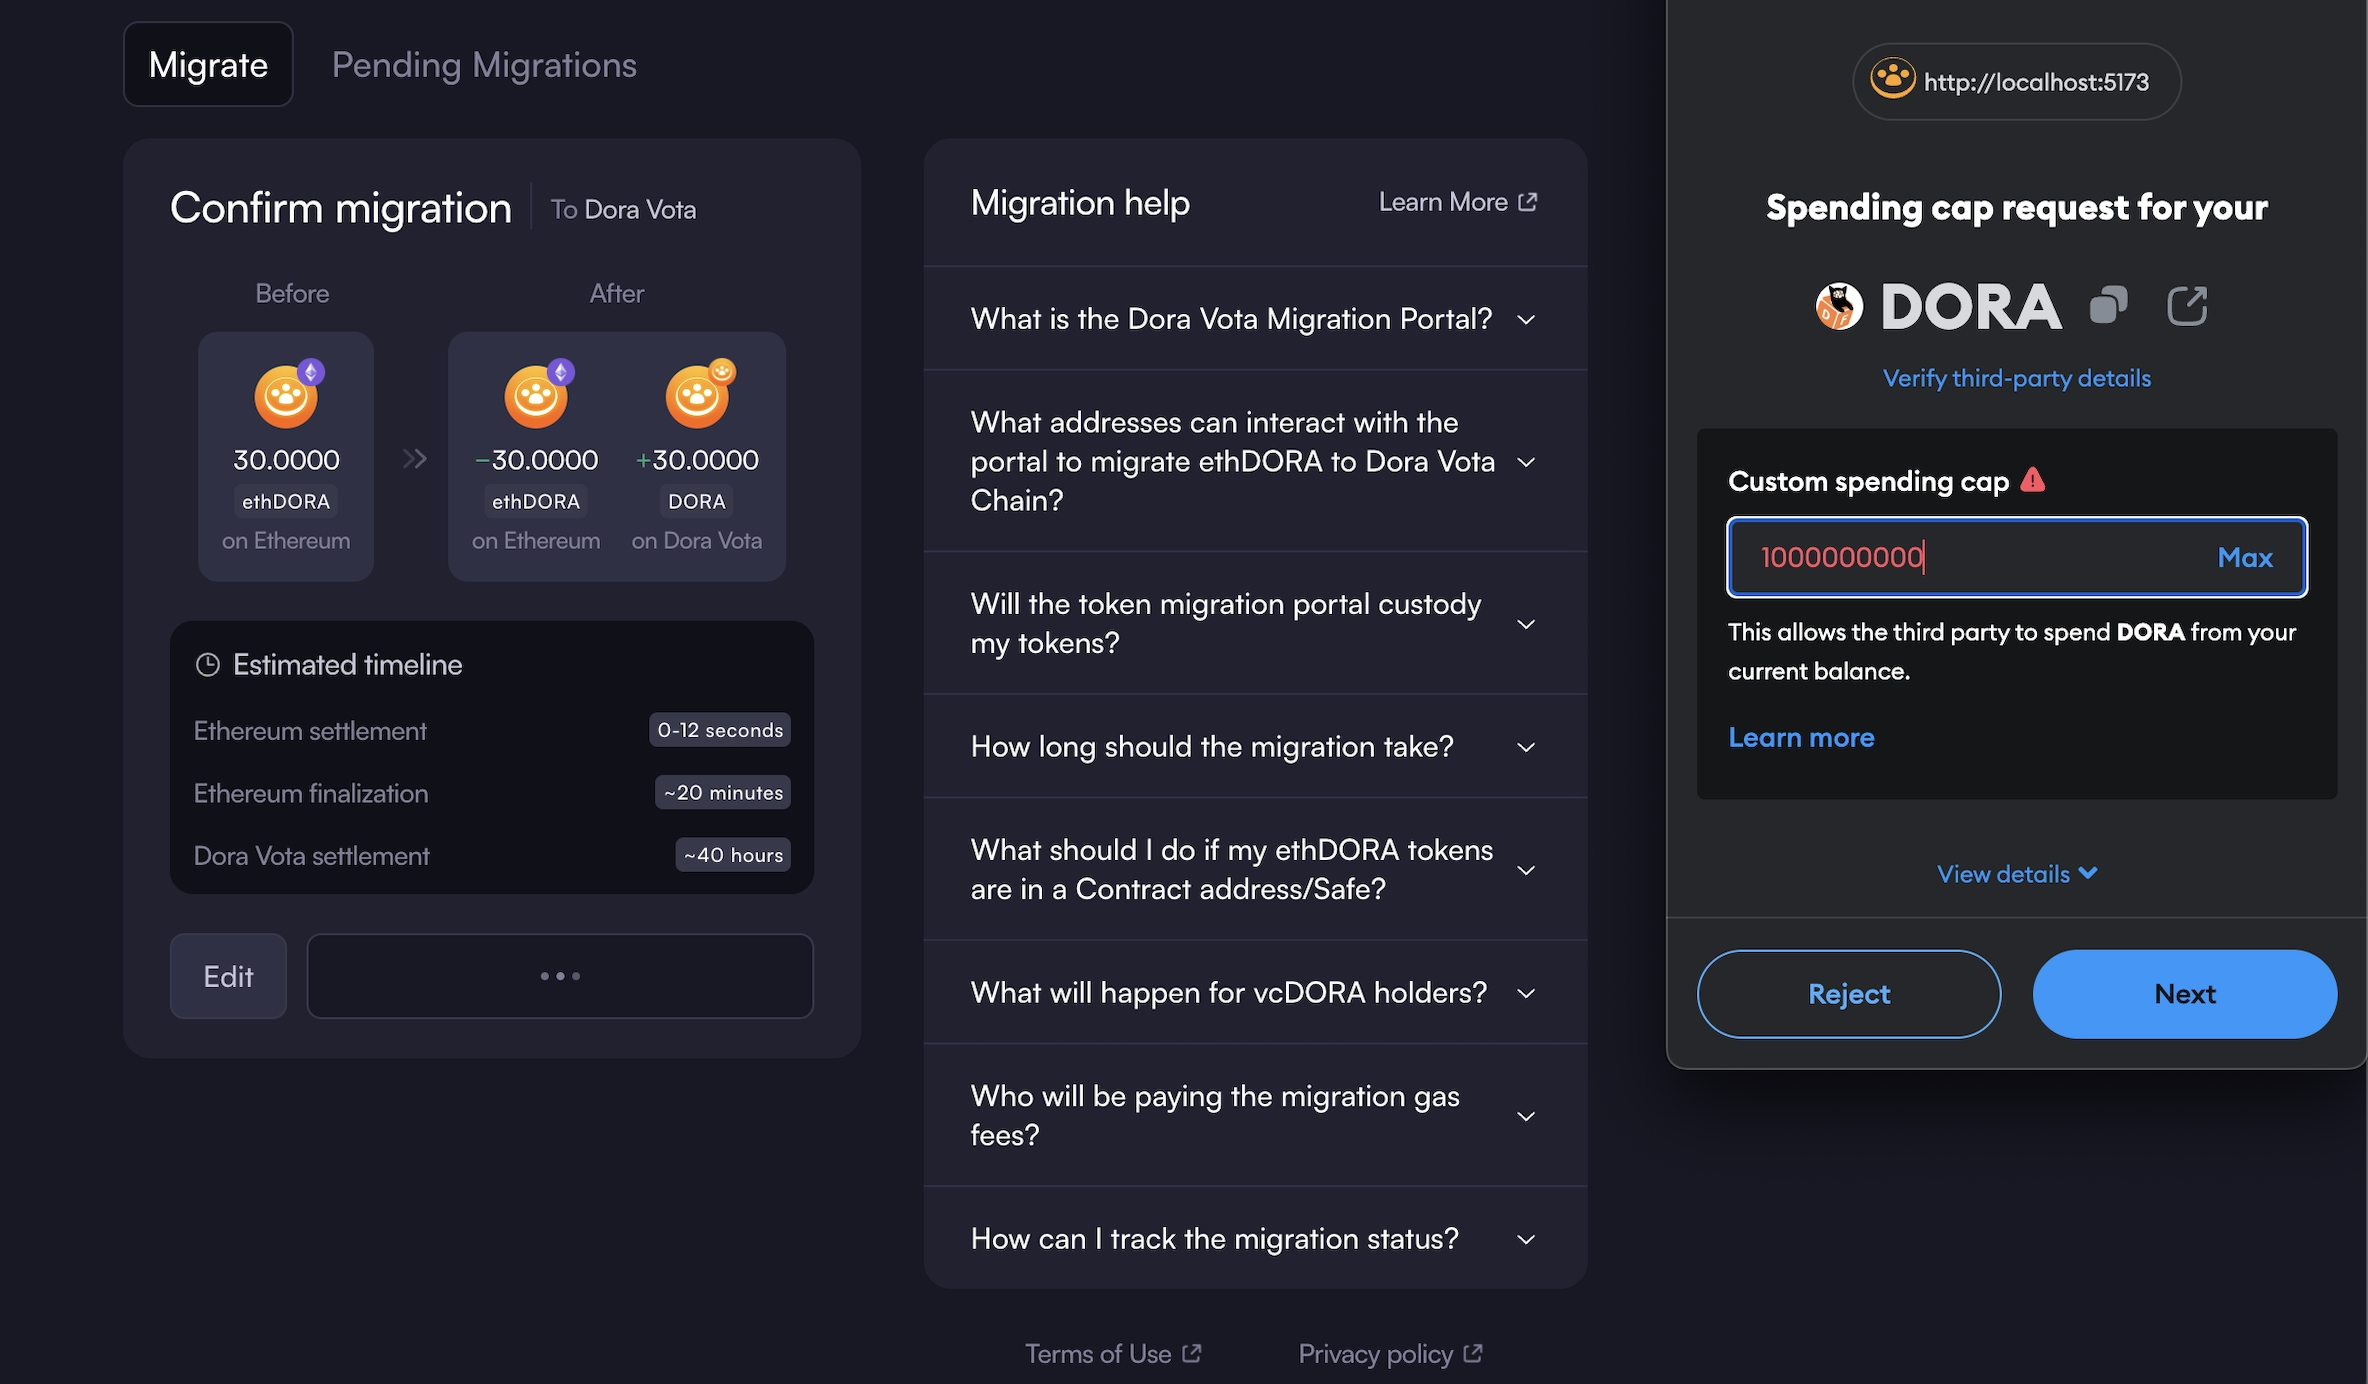 Migrate
Pending Migrations
Confirm migration
To Dora Vota
Before
After
30.0000
ethDORA
on Ethereum
−30.0000
ethDORA
on Ethereum
+30.0000
DORA
on Dora Vota
Estimated timeline
Ethereum settlement
0-12 seconds
Ethereum finalization
~20 minutes
Dora Vota settlement
~40 hours
Edit
Migration help
Learn More
What is the Dora Vota Migration Portal?
What addresses can interact with the
portal to migrate ethDORA to Dora Vota
Chain?
Will the token migration portal custody
my tokens?
How long should the migration take?
What should I do if my ethDORA tokens
are in a Contract address/Safe?
What will happen for vcDORA holders?
Who will be paying the migration gas
fees?
How can I track the migration status?
Terms of Use
Privacy policy
http://localhost:5173
Spending cap request for your
DORA
Verify third-party details
Custom spending cap
1000000000
Max
This allows the third party to spend DORA from your
current balance.
Learn more
View details
Reject
Next